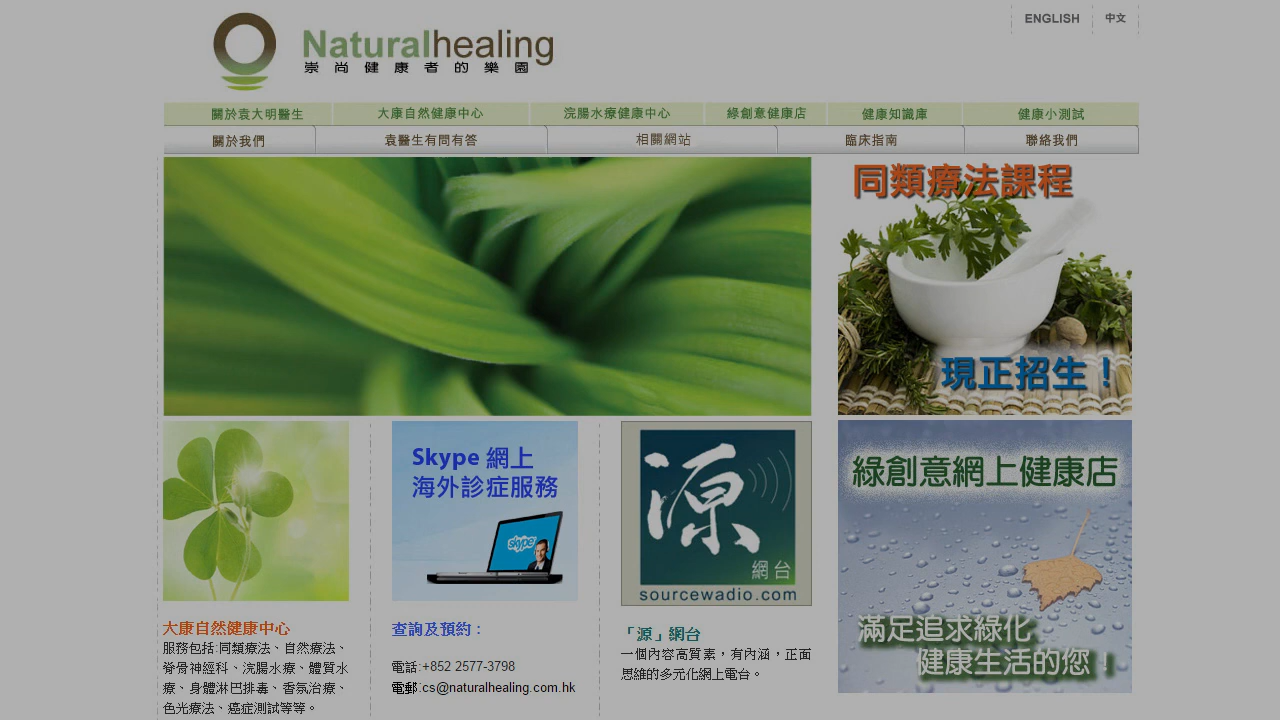 ENGLISH 中文
Naturalhealing
崇尚健康者的樂園
關於袁大明醫生 大康自然健康中心 浣腸水療健康中心 綠創意健康店 健康知識庫 健康小測試
關於我們 袁醫生有問有答 相關網站 臨床指南 聯絡我們
同類療法課程
現正招生！
Skype 網上
海外診症服務
skype
源
網台
sourcewadio.com
綠創意網上健康店
滿足追求綠化
健康生活的您！
大康自然健康中心
服務包括:同類療法、自然療法、
脊骨神經科、浣腸水療、礦泉水
療、身體淋巴排毒、香氛治療、
色光療法、癌症測試等等。
查詢及預約：
電話:+852 2577-3798
電郵:cs@naturalhealing.com.hk
「源」網台
一個內容高質素，有內涵，正面
思維的多元化網上電台。